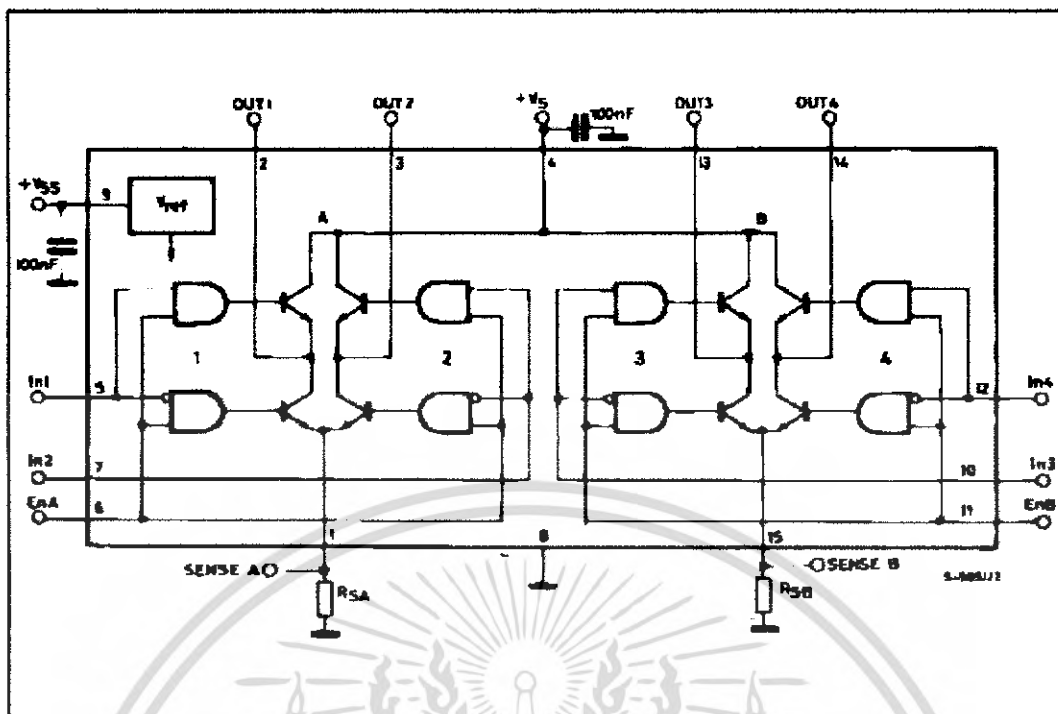 OUT1 OUT2 +VS 100nF OUT3 OUT4
2 3 4 13 14
+VSS 9 Vref
A B
100nF
1 2 3 4
In1 5 12 In4
In2 7 10 In3
EnA 6 11 EnB
1 8 15
SENSE A SENSE B
RSA RSB